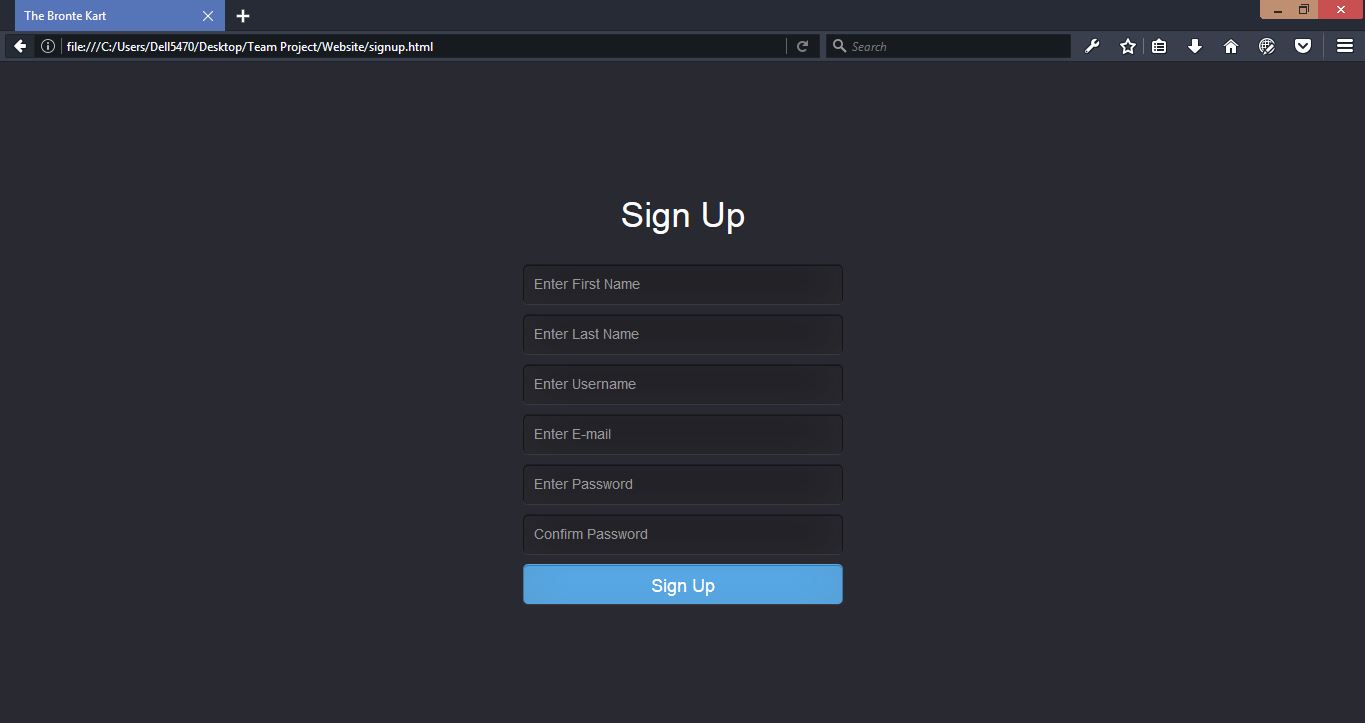 The Bronte Kart
file:///C:/Users/Dell5470/Desktop/Team Project/Website/signup.html
Search
Sign Up
Enter First Name
Enter Last Name
Enter Username
Enter E-mail
Enter Password
Confirm Password
Sign Up